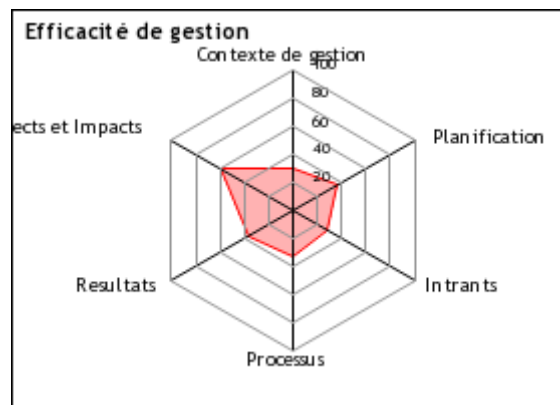 Efficacité de gestion
Contexte de gestion
100
80
60
40
20
ects et Impacts
Planification
Resultats
Intrants
Processus